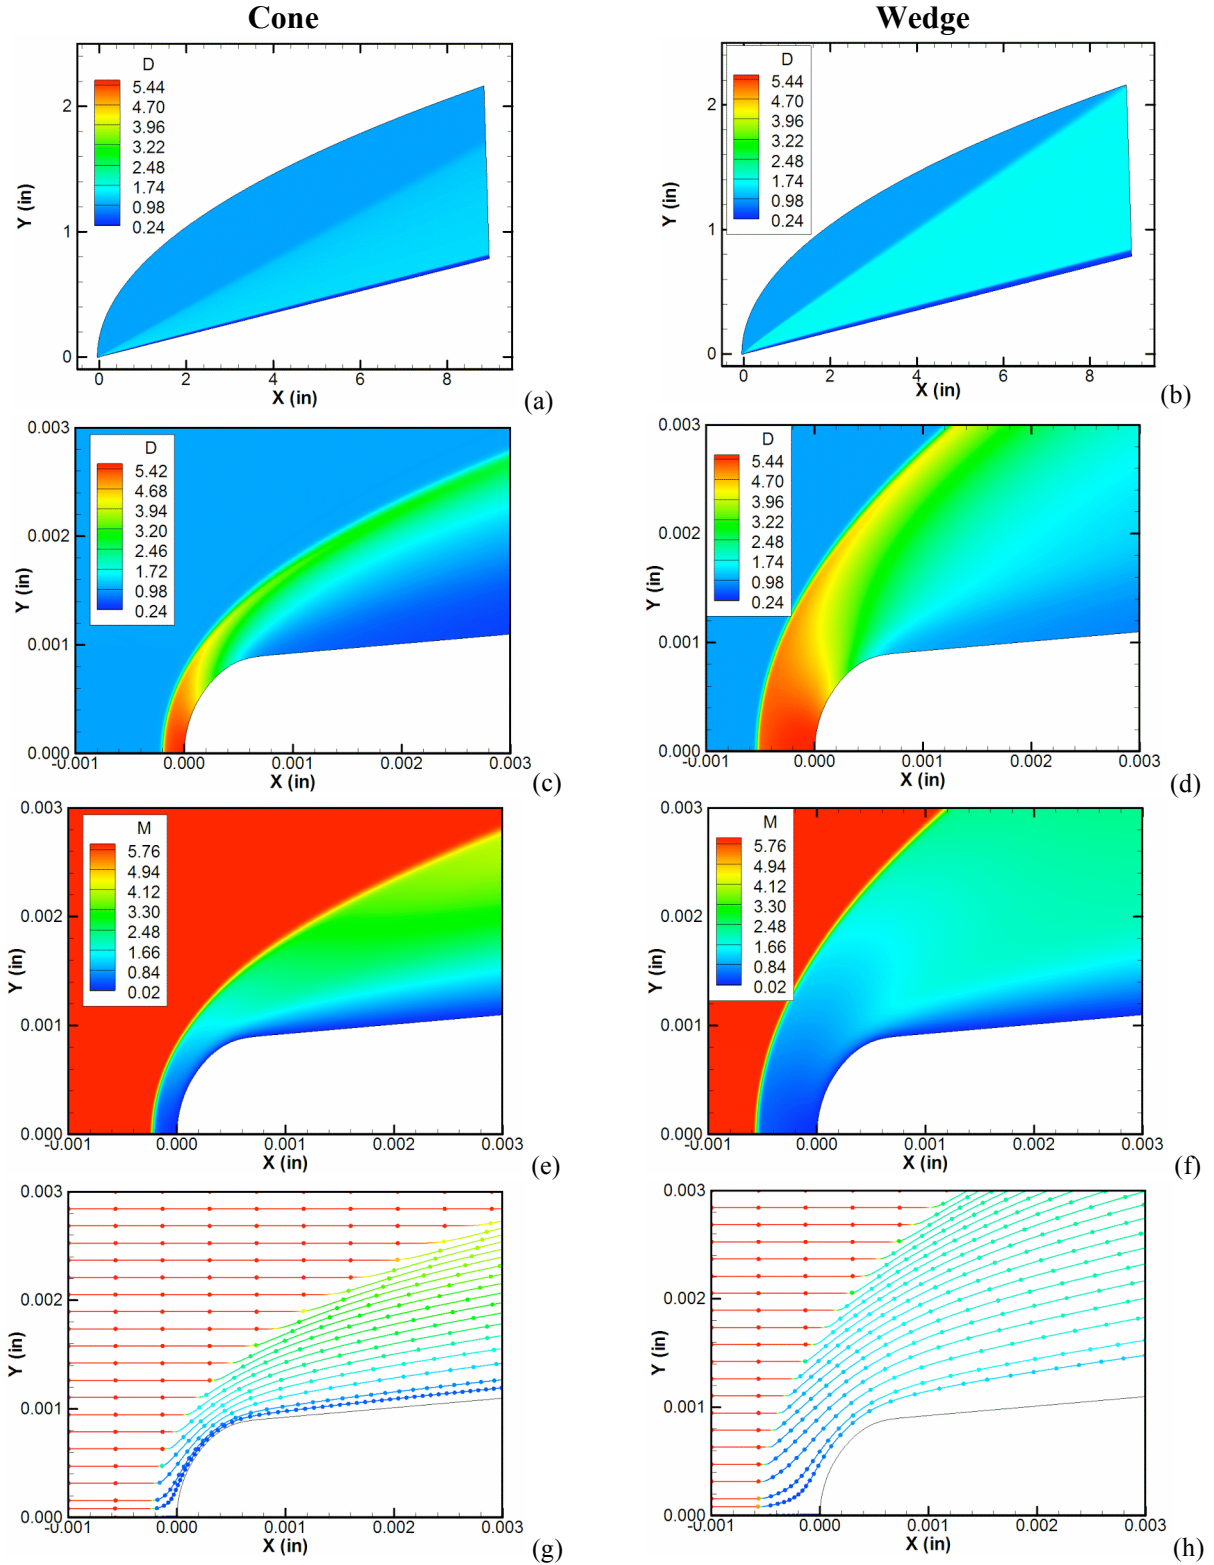 Cone
Wedge
D
5.44
4.70
3.96
3.22
2.48
1.74
0.98
0.24
Y (in)
2
1
0
0 2 4 6 8
X (in)
(a)
D
5.44
4.70
3.96
3.22
2.48
1.74
0.98
0.24
Y (in)
2
1
0
0 2 4 6 8
X (in)
(b)
D
5.42
4.68
3.94
3.20
2.46
1.72
0.98
0.24
Y (in)
0.003
0.002
0.001
0.000
-0.001 0.000 0.001 0.002 0.003
X (in)
(c)
D
5.44
4.70
3.96
3.22
2.48
1.74
0.98
0.24
Y (in)
0.003
0.002
0.001
0.000
-0.001 0.000 0.001 0.002 0.003
X (in)
(d)
M
5.76
4.94
4.12
3.30
2.48
1.66
0.84
0.02
Y (in)
0.003
0.002
0.001
0.000
-0.001 0.000 0.001 0.002 0.003
X (in)
(e)
M
5.76
4.94
4.12
3.30
2.48
1.66
0.84
0.02
Y (in)
0.003
0.002
0.001
0.000
-0.001 0.000 0.001 0.002 0.003
X (in)
(f)
Y (in)
0.003
0.002
0.001
0.000
-0.001 0.000 0.001 0.002 0.003
X (in)
(g)
Y (in)
0.003
0.002
0.001
0.000
-0.001 0.000 0.001 0.002 0.003
X (in)
(h)